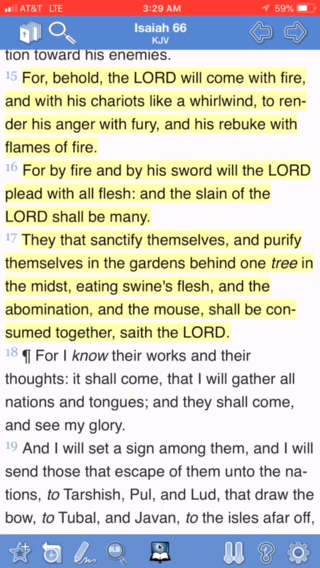 AT&T LTE 3:29 AM 59%
Isaiah 66
KJV
tion toward his enemies.
15 For, behold, the LORD will come with fire,
and with his chariots like a whirlwind, to ren-
der his anger with fury, and his rebuke with
flames of fire.
16 For by fire and by his sword will the LORD
plead with all flesh: and the slain of the
LORD shall be many.
17 They that sanctify themselves, and purify
themselves in the gardens behind one tree in
the midst, eating swine's flesh, and the
abomination, and the mouse, shall be con-
sumed together, saith the LORD.
18 ¶ For I know their works and their
thoughts: it shall come, that I will gather all
nations and tongues; and they shall come,
and see my glory.
19 And I will set a sign among them, and I will
send those that escape of them unto the na-
tions, to Tarshish, Pul, and Lud, that draw the
bow, to Tubal, and Javan, to the isles afar off,